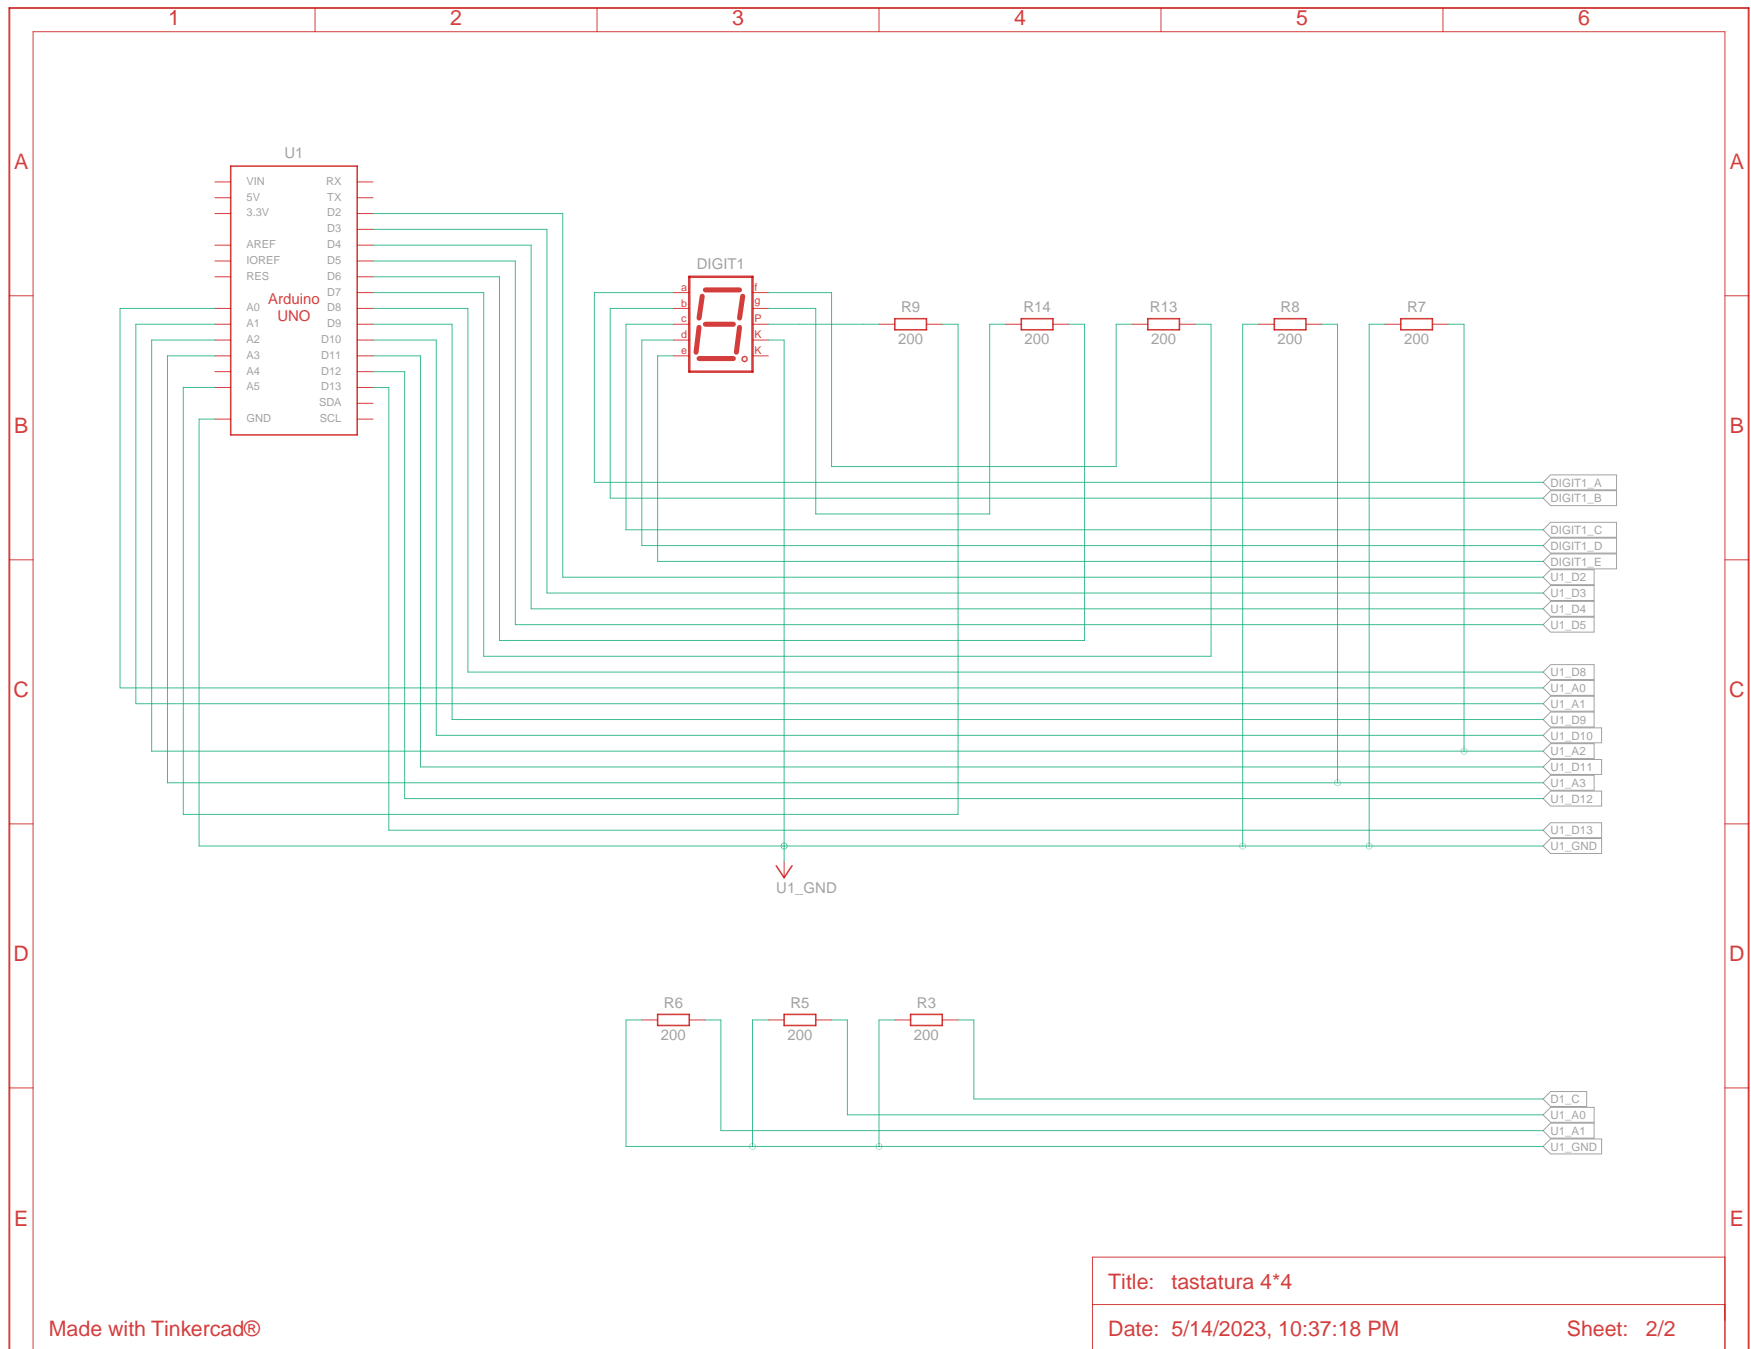 1 2 3 4 5 6
A A
U1
VIN RX
5V TX
3.3V D2
D3
AREF D4
IOREF D5
RES D6
D7
A0 D8
A1 D9
A2 D10
A3 D11
A4 D12
A5 D13
SDA
GND SCL
Arduino
UNO
DIGIT1
a f
b g
c P
d K
e K
R9 R14 R13 R8 R7
200 200 200 200 200
B B
DIGIT1_A
DIGIT1_B
DIGIT1_C
DIGIT1_D
DIGIT1_E
U1_D2
U1_D3
U1_D4
U1_D5
U1_D8
C C
U1_A0
U1_A1
U1_D9
U1_D10
U1_A2
U1_D11
U1_A3
U1_D12
U1_D13
U1_GND
U1_GND
D D
R6 R5 R3
200 200 200
D1_C
U1_A0
U1_A1
U1_GND
E E
Title: tastatura 4*4
Made with Tinkercad®
Date: 5/14/2023, 10:37:18 PM Sheet: 2/2